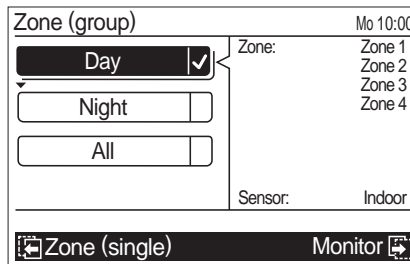 Zone (group) Mo 10:00
Day
Night
All
Zone: Zone 1
Zone 2
Zone 3
Zone 4
Sensor: Indoor
Zone (single) Monitor